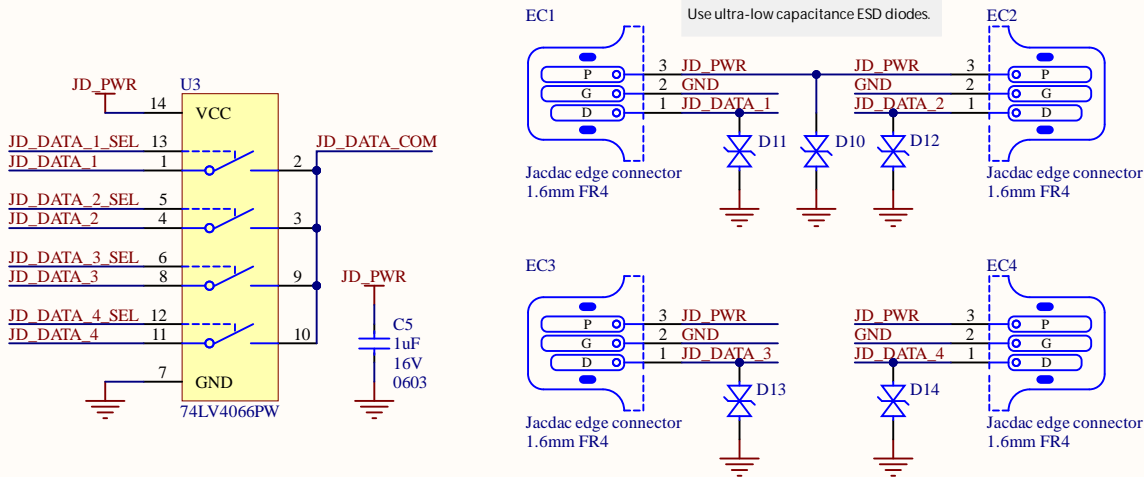 Use ultra-low capacitance ESD diodes.
JD_PWR
U3
14
VCC
JD_DATA_1_SEL
13
JD_DATA_1
1
2
JD_DATA_COM
JD_DATA_2_SEL
5
JD_DATA_2
4
3
JD_DATA_3_SEL
6
JD_DATA_3
8
9
JD_DATA_4_SEL
12
JD_DATA_4
11
10
7
GND
74LV4066PW
JD_PWR
C5
1uF
16V
0603
EC1
P
3
JD_PWR
G
2
GND
D
1
JD_DATA_1
D11
D10
Jacdac edge connector
1.6mm FR4
EC2
JD_PWR
3
P
GND
2
G
JD_DATA_2
1
D
D12
Jacdac edge connector
1.6mm FR4
EC3
P
3
JD_PWR
G
2
GND
D
1
JD_DATA_3
D13
Jacdac edge connector
1.6mm FR4
EC4
JD_PWR
3
P
GND
2
G
JD_DATA_4
1
D
D14
Jacdac edge connector
1.6mm FR4